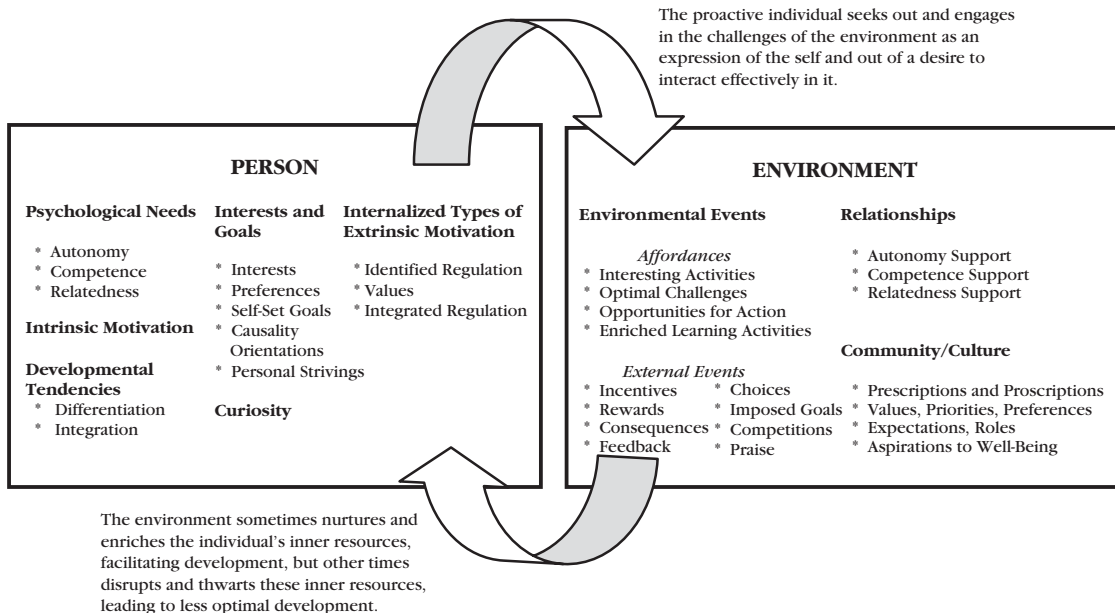 The proactive individual seeks out and engages
in the challenges of the environment as an
expression of the self and out of a desire to
interact effectively in it.
PERSON
Psychological Needs
* Autonomy
* Competence
* Relatedness
Intrinsic Motivation
Developmental
Tendencies
* Differentiation
* Integration
Interests and
Goals
* Interests
* Preferences
* Self-Set Goals
* Causality
Orientations
* Personal Strivings
Curiosity
Internalized Types of
Extrinsic Motivation
* Identified Regulation
* Values
* Integrated Regulation
ENVIRONMENT
Environmental Events
Affordances
* Interesting Activities
* Optimal Challenges
* Opportunities for Action
* Enriched Learning Activities
External Events
* Incentives
* Rewards
* Consequences
* Feedback
* Choices
* Imposed Goals
* Competitions
* Praise
Relationships
* Autonomy Support
* Competence Support
* Relatedness Support
Community/Culture
* Prescriptions and Proscriptions
* Values, Priorities, Preferences
* Expectations, Roles
* Aspirations to Well-Being
The environment sometimes nurtures and
enriches the individual's inner resources,
facilitating development, but other times
disrupts and thwarts these inner resources,
leading to less optimal development.